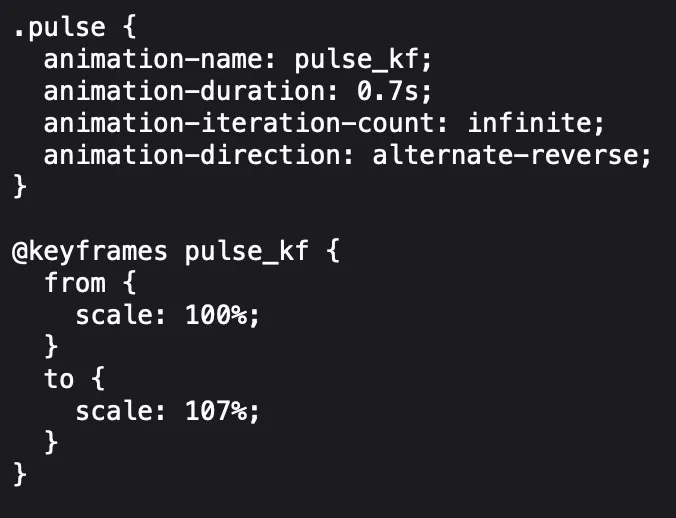 .pulse {
  animation-name: pulse_kf;
  animation-duration: 0.7s;
  animation-iteration-count: infinite;
  animation-direction: alternate-reverse;
}

@keyframes pulse_kf {
  from {
    scale: 100%;
  }
  to {
    scale: 107%;
  }
}